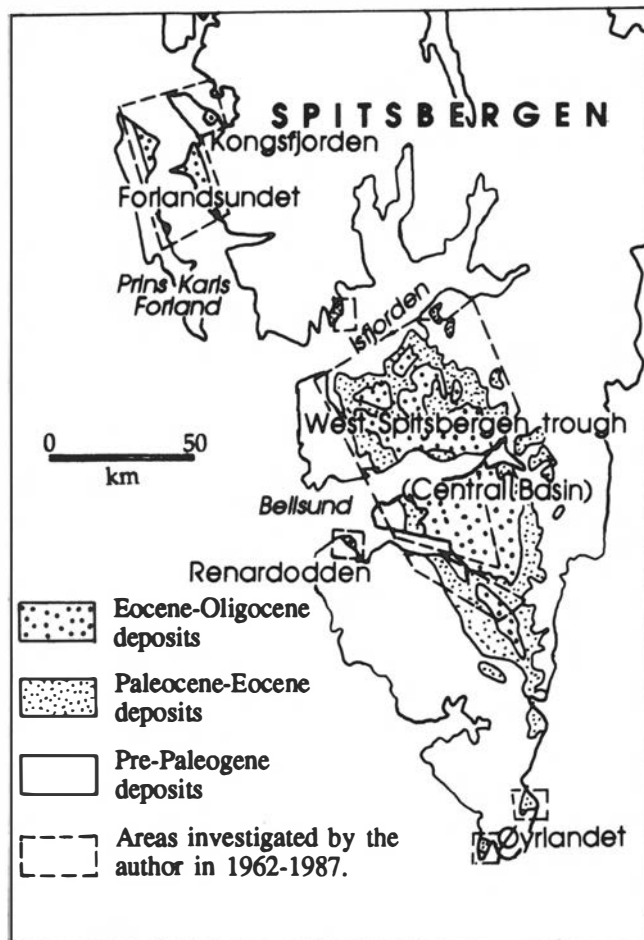 SPITSBERGEN
Kongsfjorden
Forlandsundet
Prins Karls
Forland
Isfjorden
West Spitsbergen trough
0 50
km
(Central Basin)
Bellsund
Renardodden
Eocene-Oligocene
deposits
Paleocene-Eocene
deposits
Pre-Paleogene
deposits
Areas investigated by the
author in 1962-1987.
Øyrlandet